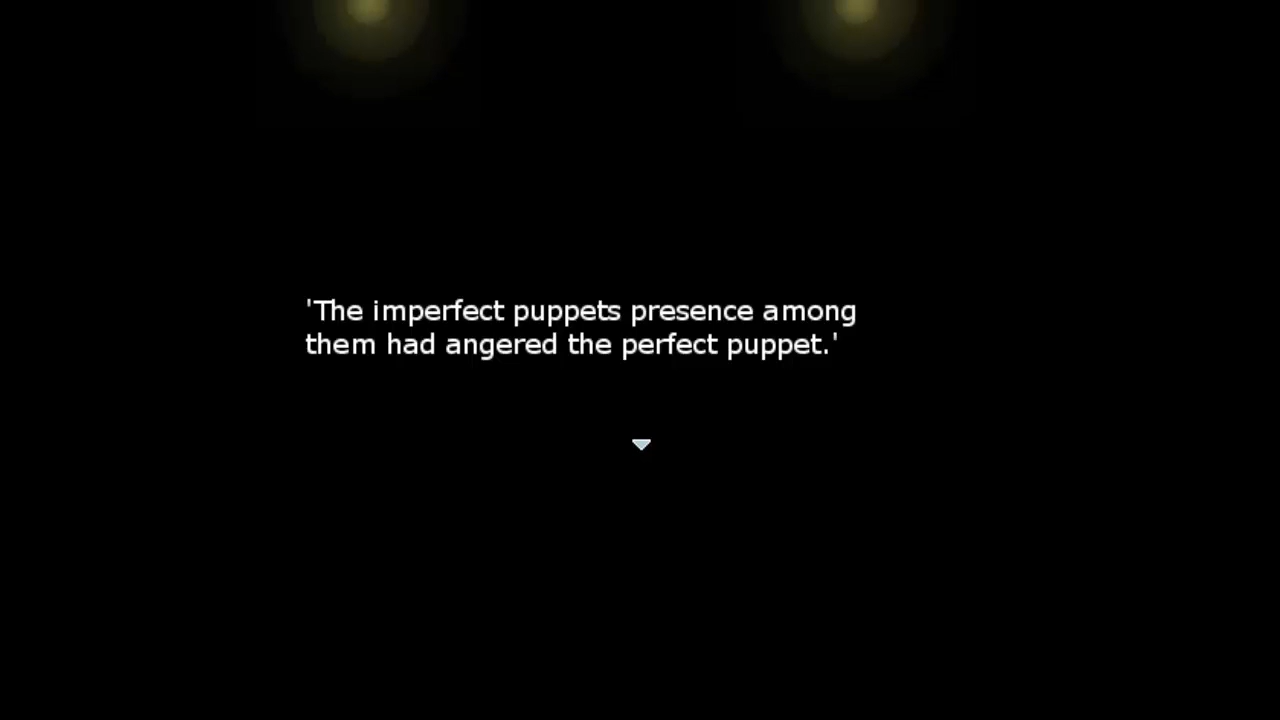 'The imperfect puppets presence among
them had angered the perfect puppet.'